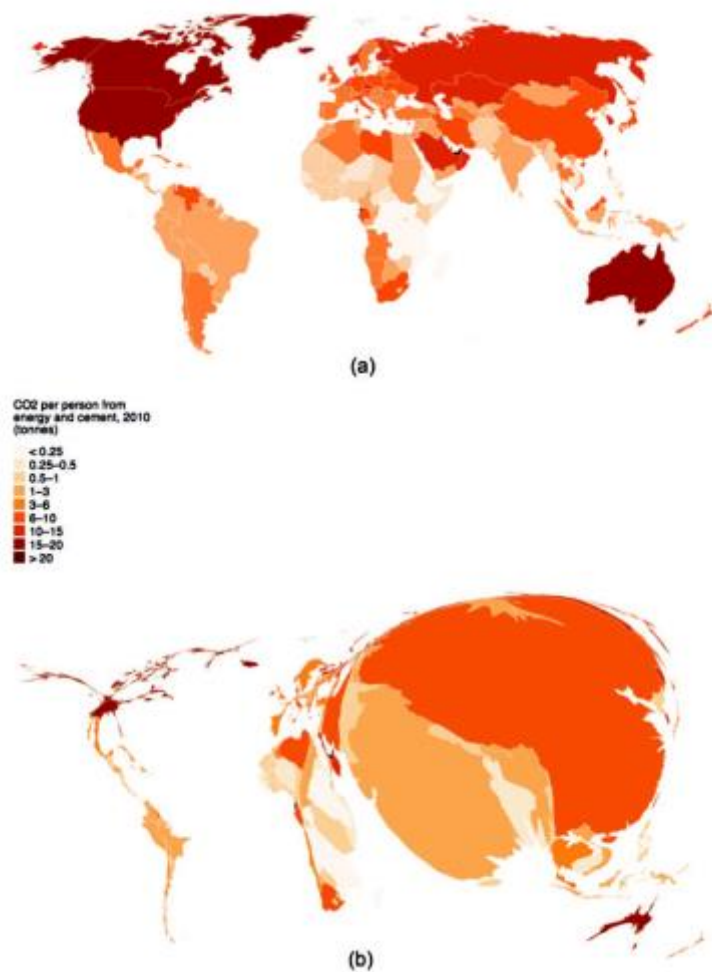 (a)
CO2 per person from
energy and cement, 2010
(tonnes)
< 0.25
0.25–0.5
0.5–1
1–3
3–6
6–10
10–15
15–20
> 20
(b)